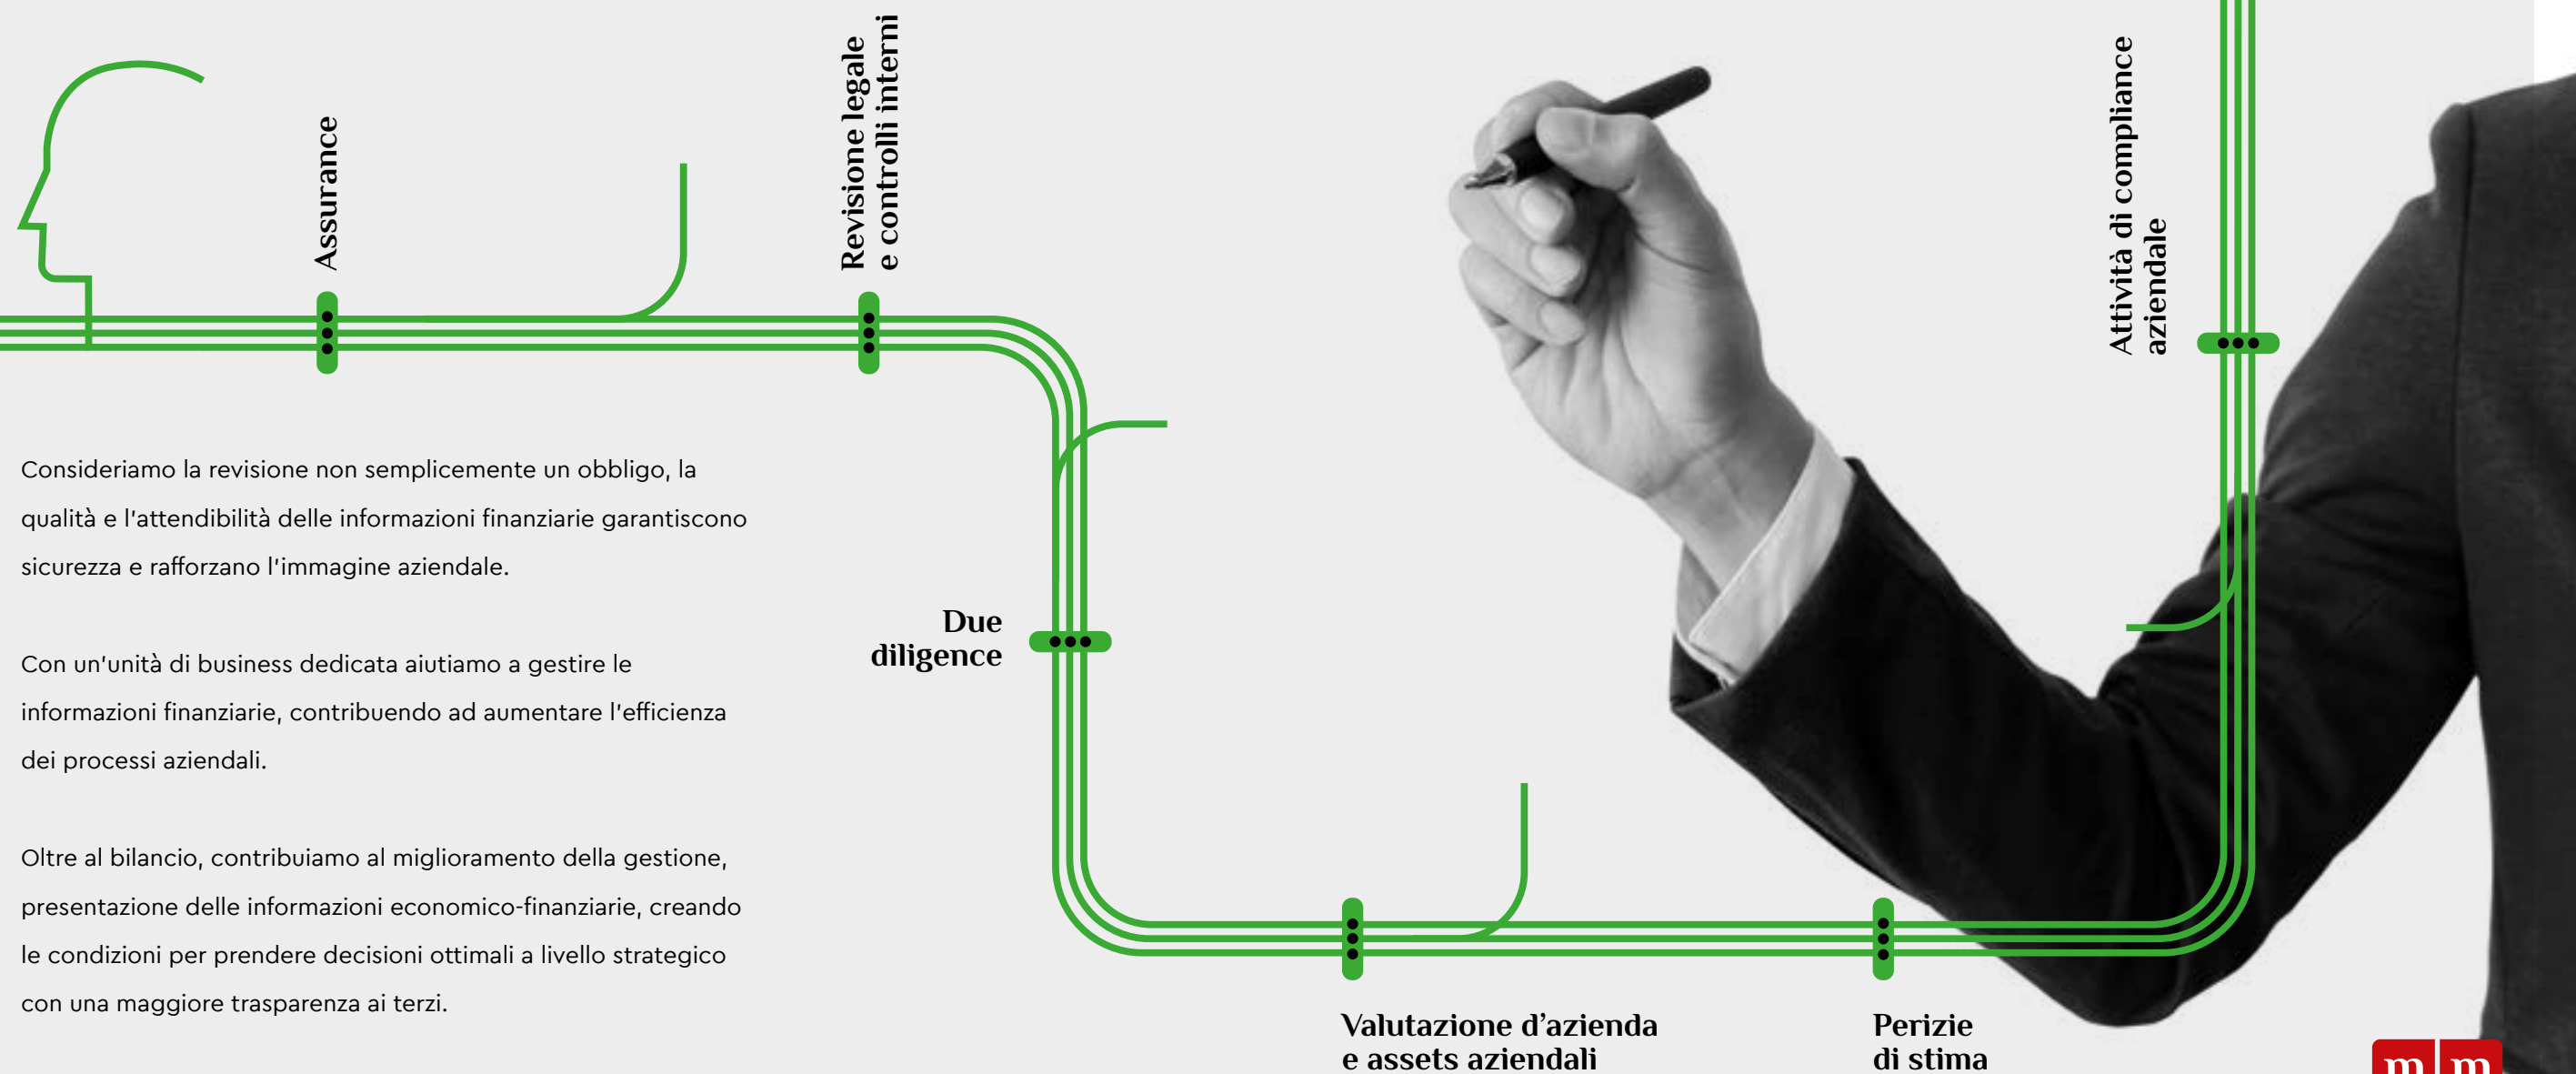 Assurance
Revisione legale
e controlli interni
Attività di compliance
aziendale
Consideriamo la revisione non semplicemente un obbligo, la
qualità e l'attendibilità delle informazioni finanziarie garantiscono
sicurezza e rafforzano l'immagine aziendale.
Con un'unità di business dedicata aiutiamo a gestire le
informazioni finanziarie, contribuendo ad aumentare l'efficienza
dei processi aziendali.
Oltre al bilancio, contribuiamo al miglioramento della gestione,
presentazione delle informazioni economico-finanziarie, creando
le condizioni per prendere decisioni ottimali a livello strategico
con una maggiore trasparenza ai terzi.
Due
diligence
Valutazione d’azienda
e assets aziendali
Perizie
di stima
m m